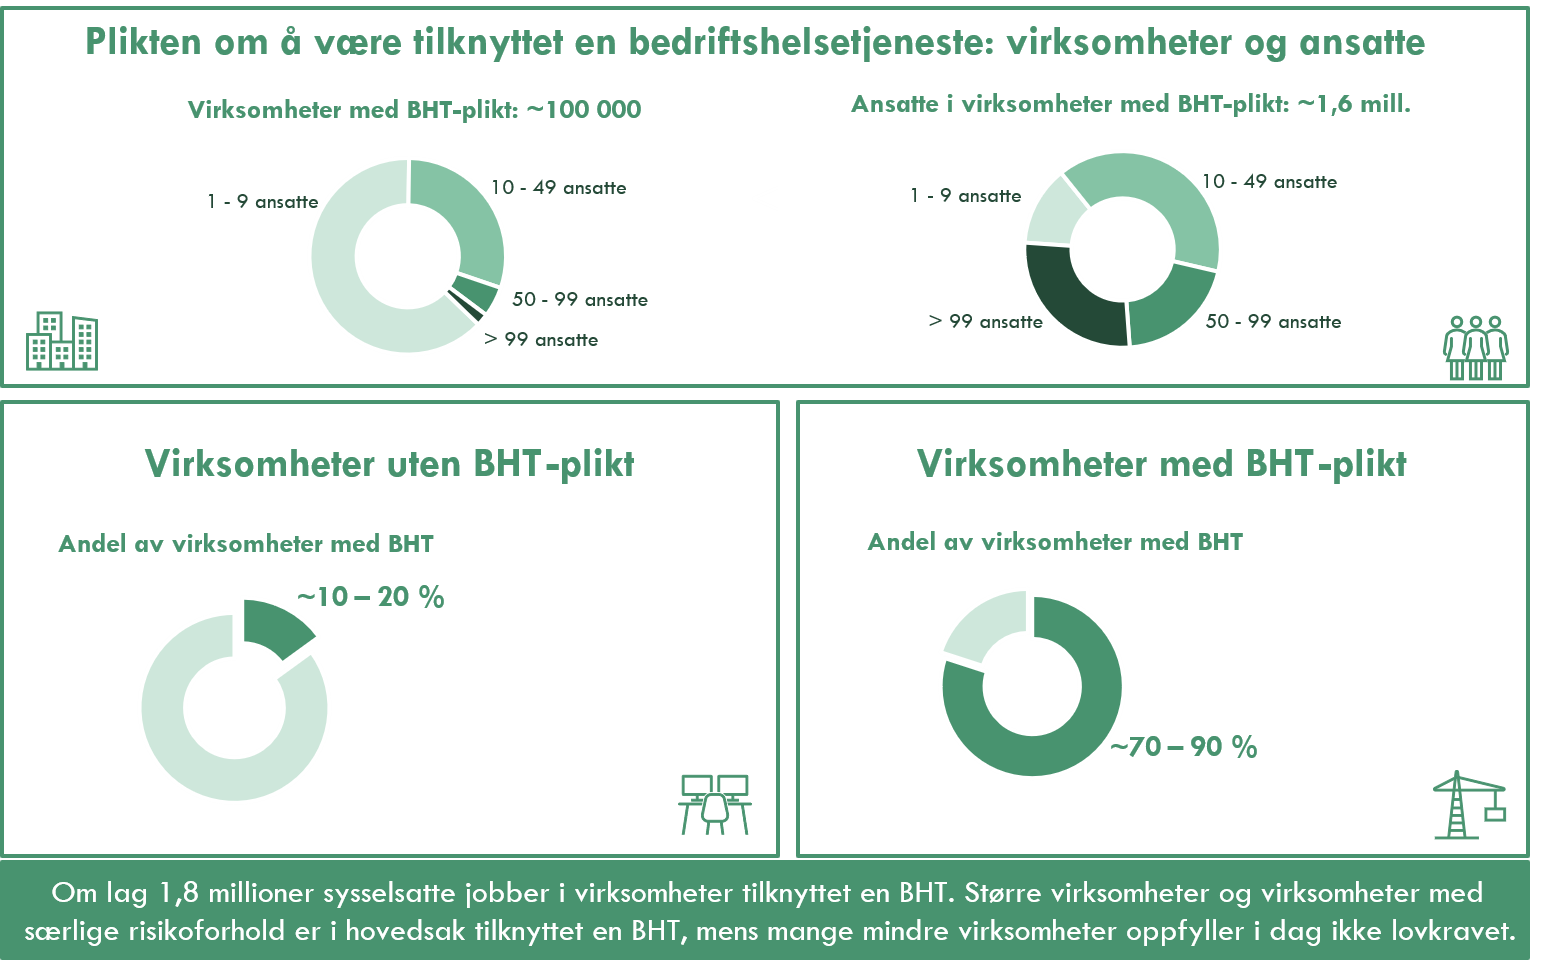 Plikten om å være tilknyttet en bedriftshelsetjeneste: virksomheter og ansatte
Virksomheter med BHT-plikt: ~100 000
1 - 9 ansatte
10 - 49 ansatte
50 - 99 ansatte
> 99 ansatte
Ansatte i virksomheter med BHT-plikt: ~1,6 mill.
1 - 9 ansatte
10 - 49 ansatte
> 99 ansatte
50 - 99 ansatte
Virksomheter uten BHT-plikt
Andel av virksomheter med BHT
~10 – 20 %
Virksomheter med BHT-plikt
Andel av virksomheter med BHT
~70 – 90 %
Om lag 1,8 millioner sysselsatte jobber i virksomheter tilknyttet en BHT. Større virksomheter og virksomheter med
særlige risikoforhold er i hovedsak tilknyttet en BHT, mens mange mindre virksomheter oppfyller i dag ikke lovkravet.